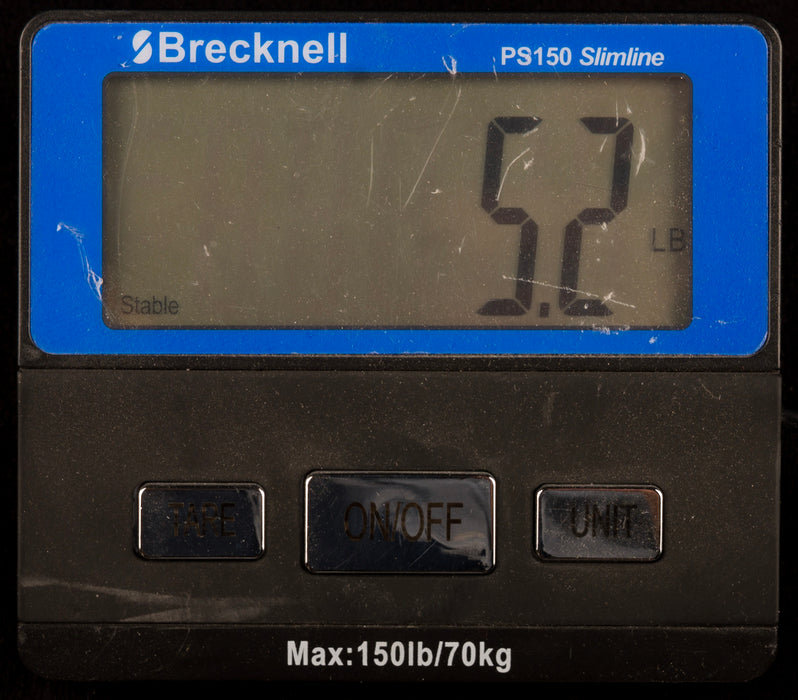 Brecknell
PS150 Slimline
5.2
LB
Stable
TARE
ON/OFF
UNIT
Max:150lb/70kg